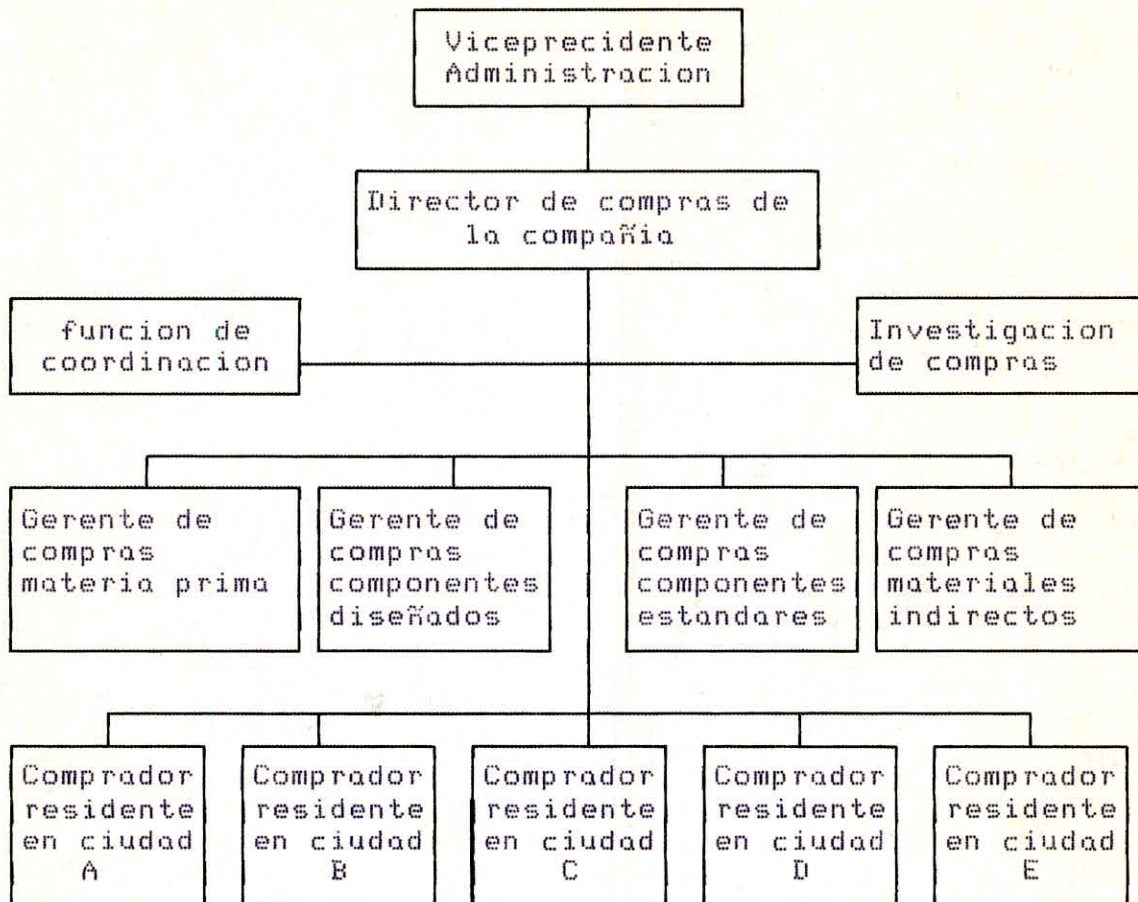 Viceprecidente
Administracion
Director de compras de
la compañia
funcion de
coordinacion
Investigacion
de compras
Gerente de
compras
materia prima
Gerente de
compras
componentes
diseñados
Gerente de
compras
componentes
estandares
Gerente de
compras
materiales
indirectos
Comprador
residente
en ciudad
A
Comprador
residente
en ciudad
B
Comprador
residente
en ciudad
C
Comprador
residente
en ciudad
D
Comprador
residente
en ciudad
E